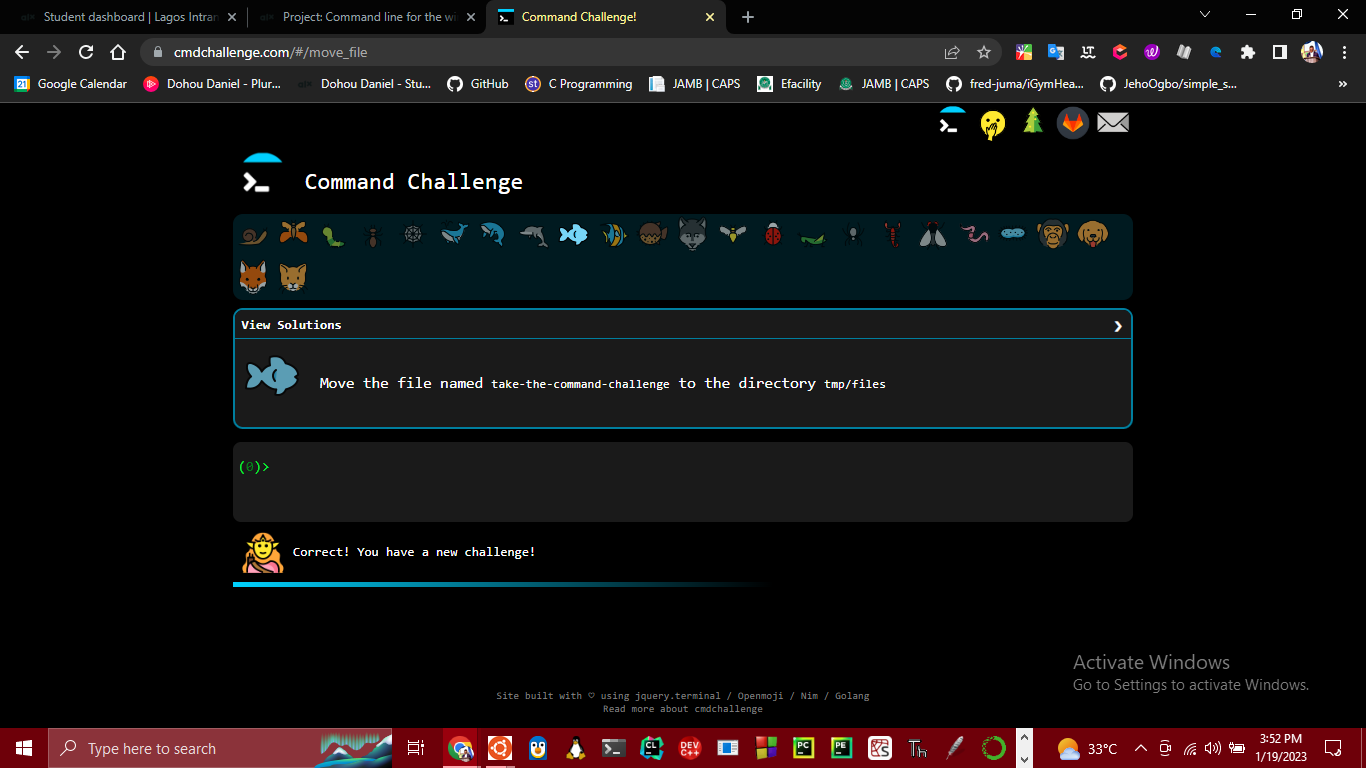 Student dashboard | Lagos Intran
Project: Command line for the wi
Command Challenge!
cmdchallenge.com/#/move_file
Google Calendar
Dohou Daniel - Plur...
Dohou Daniel - Stu...
GitHub
C Programming
JAMB | CAPS
Efacility
JAMB | CAPS
fred-juma/iGymHea...
JehoOgbo/simple_s...
»
Command Challenge
View Solutions
Move the file named take-the-command-challenge to the directory tmp/files
(0)>
Correct! You have a new challenge!
Activate Windows
Go to Settings to activate Windows.
Site built with ♡ using jquery.terminal / Openmoji / Nim / Golang
Read more about cmdchallenge
Type here to search
33°C
3:52 PM
1/19/2023